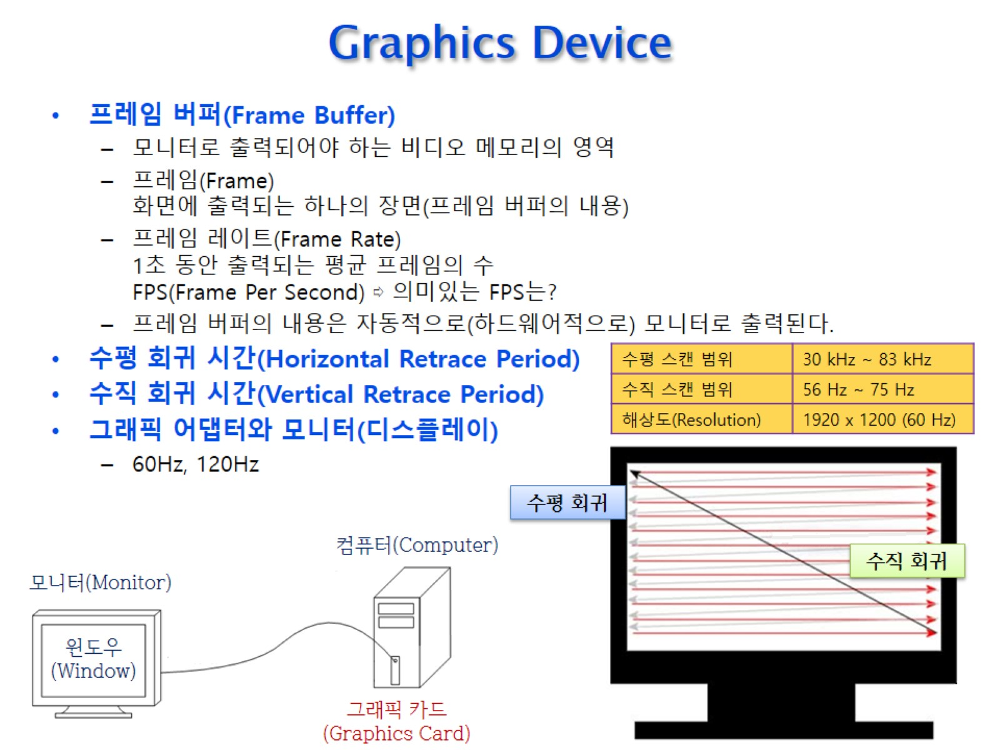 Graphics Device
• 프레임 버퍼(Frame Buffer)
– 모니터로 출력되어야 하는 비디오 메모리의 영역
– 프레임(Frame)
화면에 출력되는 하나의 장면(프레임 버퍼의 내용)
– 프레임 레이트(Frame Rate)
1초 동안 출력되는 평균 프레임의 수
FPS(Frame Per Second) ⇨ 의미있는 FPS는?
– 프레임 버퍼의 내용은 자동적으로(하드웨어적으로) 모니터로 출력된다.
• 수평 회귀 시간(Horizontal Retrace Period)
• 수직 회귀 시간(Vertical Retrace Period)
• 그래픽 어댑터와 모니터(디스플레이)
– 60Hz, 120Hz
수평 스캔 범위 30 kHz ~ 83 kHz
수직 스캔 범위 56 Hz ~ 75 Hz
해상도(Resolution) 1920 x 1200 (60 Hz)
수평 회귀
수직 회귀
컴퓨터(Computer)
모니터(Monitor)
윈도우
(Window)
그래픽 카드
(Graphics Card)